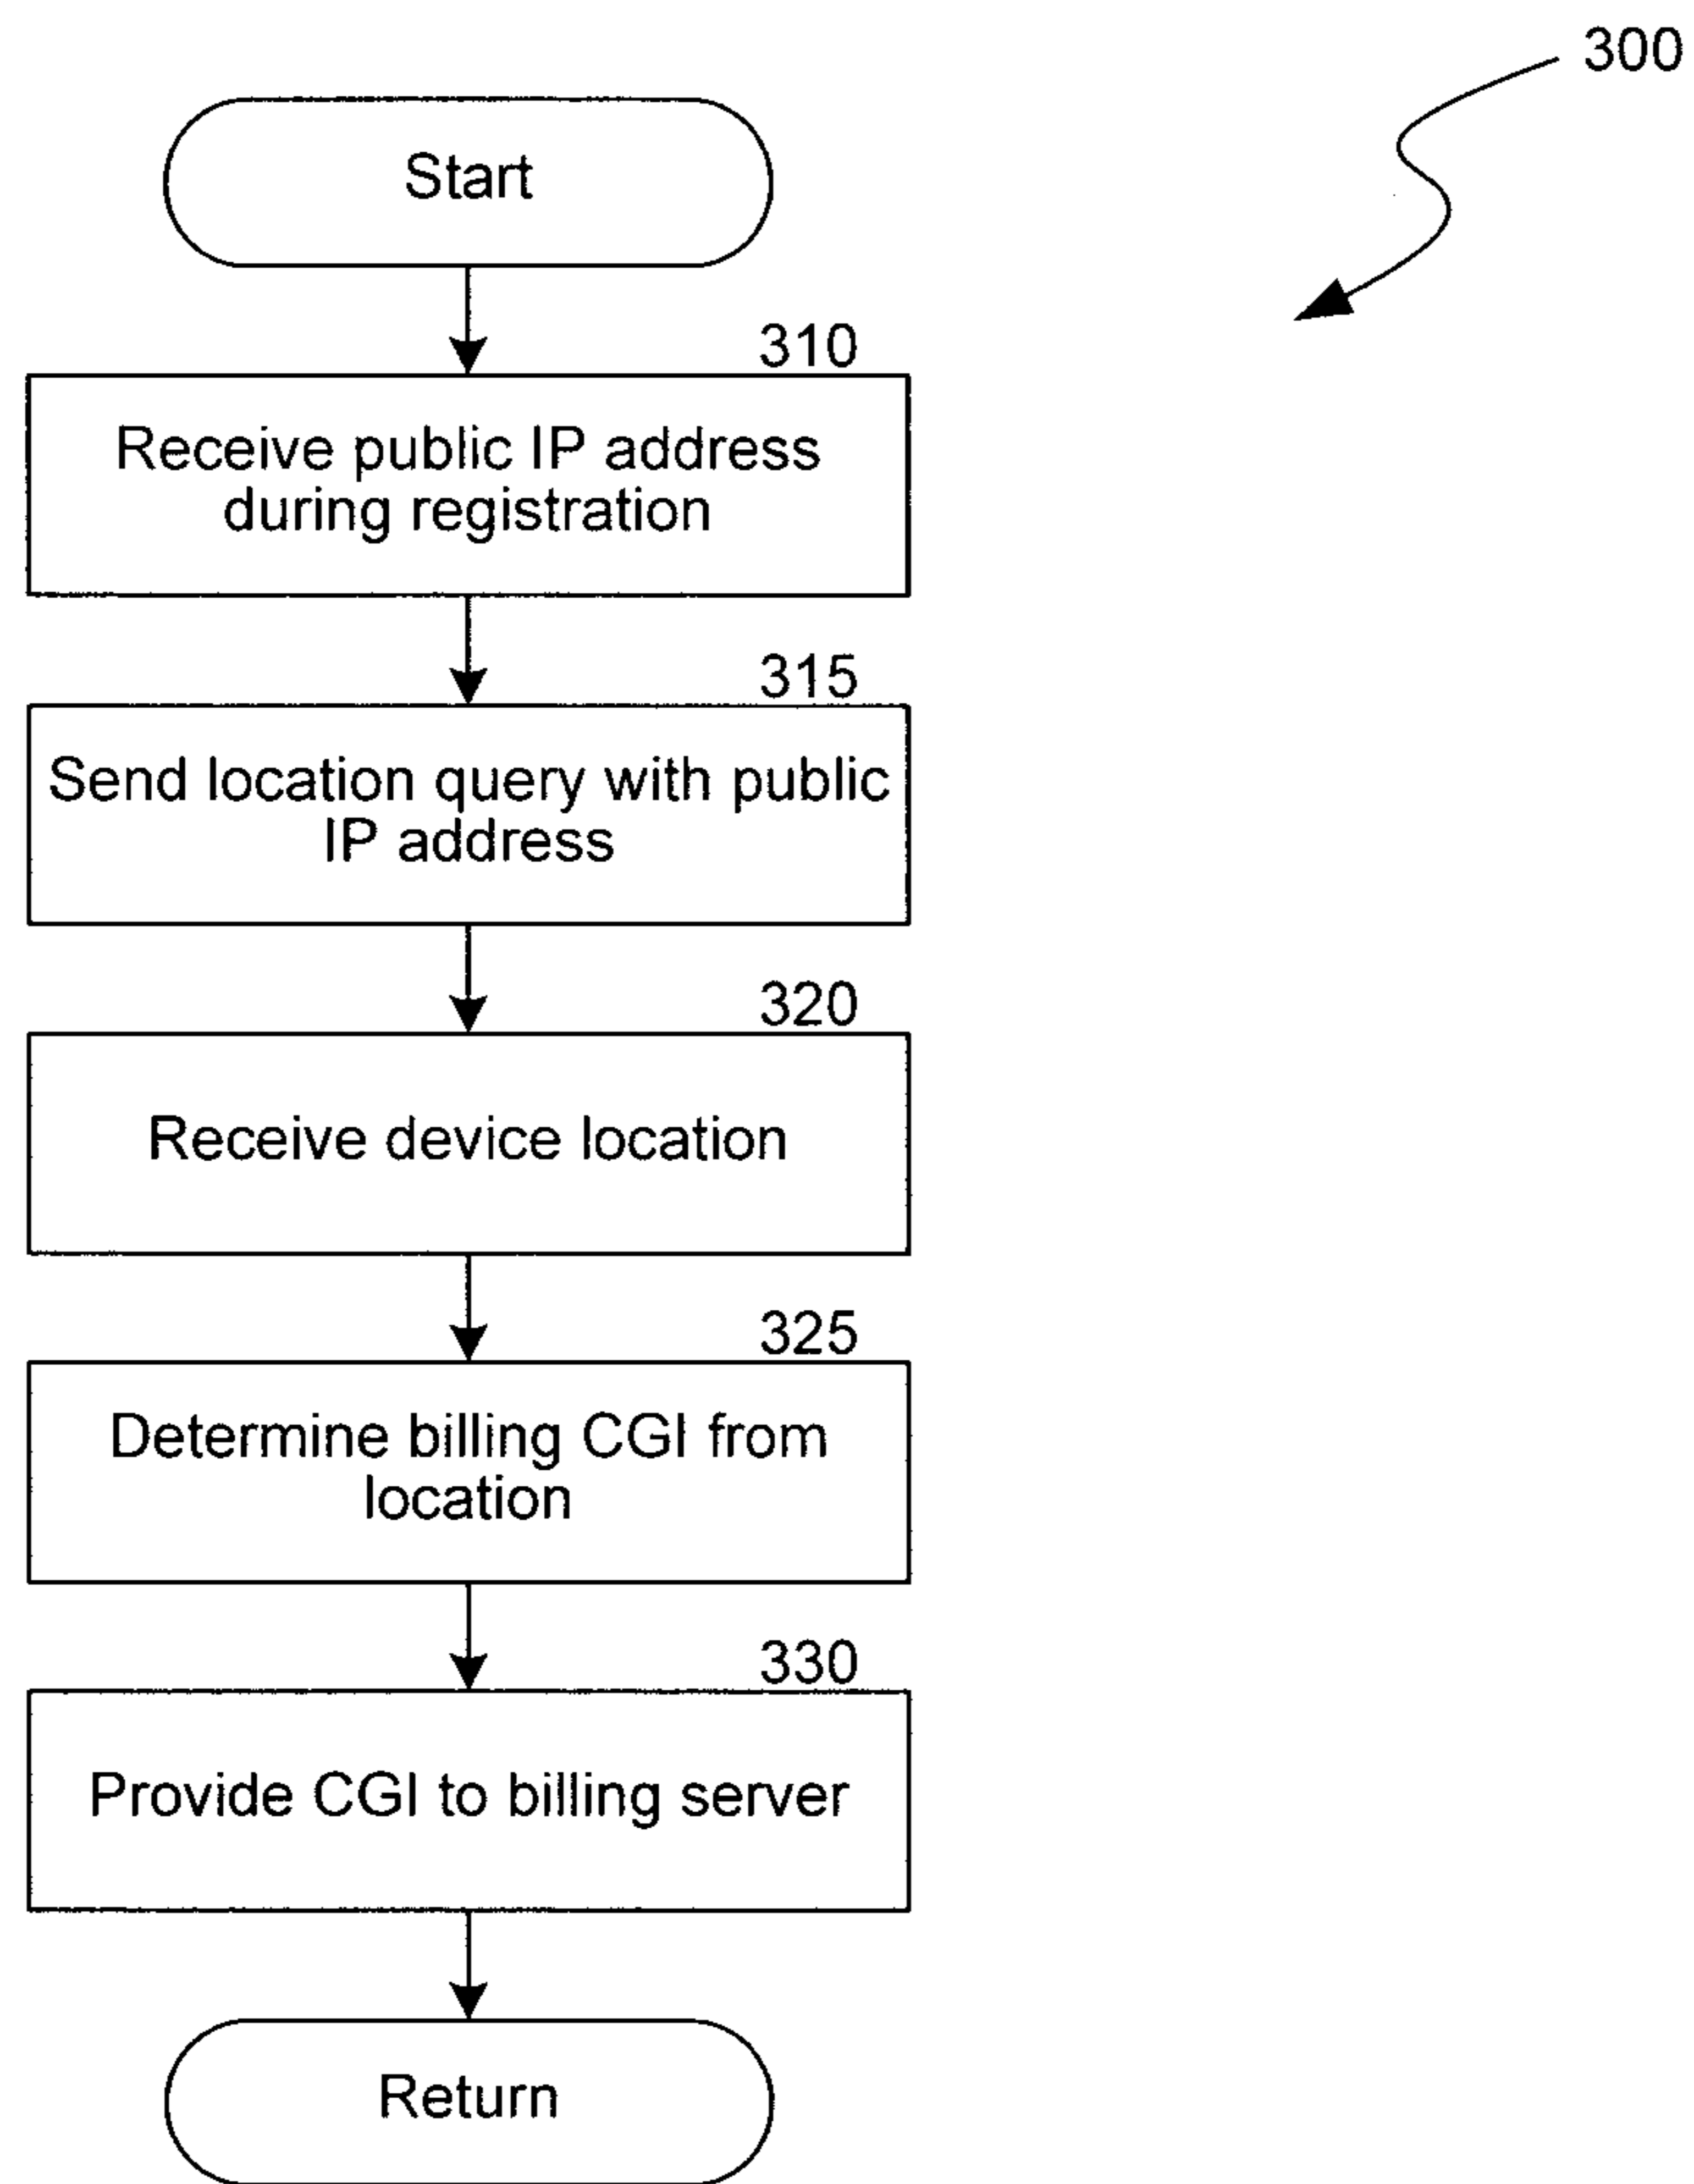 300
Start
310
Receive public IP address
during registration
315
Send location query with public
IP address
320
Receive device location
325
Determine billing CGI from
location
330
Provide CGI to billing server
Return